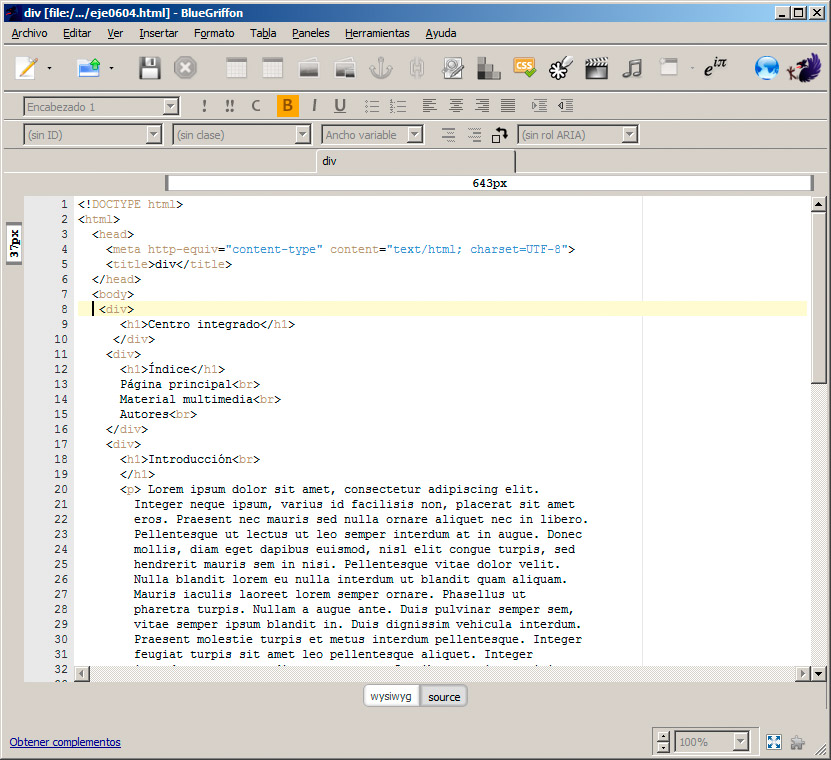 div [file:/.../eje0604.html] - BlueGriffon
Archivo Editar Ver Insertar Formato Tabla Paneles Herramientas Ayuda
CSS
eiπ
Encabezado 1 ! !! C B I U
(sin ID) (sin clase) Ancho variable (sin rol ARIA)
div
643px
37px
1 <!DOCTYPE html>
2 <html>
3 <head>
4 <meta http-equiv="content-type" content="text/html; charset=UTF-8">
5 <title>div</title>
6 </head>
7 <body>
8 <div>
9 <h1>Centro integrado</h1>
10 </div>
11 <div>
12 <h1>Índice</h1>
13 Página principal<br>
14 Material multimedia<br>
15 Autores<br>
16 </div>
17 <div>
18 <h1>Introducción<br>
19 </h1>
20 <p> Lorem ipsum dolor sit amet, consectetur adipiscing elit.
21 Integer neque ipsum, varius id facilisis non, placerat sit amet
22 eros. Praesent nec mauris sed nulla ornare aliquet nec in libero.
23 Pellentesque ut lectus ut leo semper interdum at in augue. Donec
24 mollis, diam eget dapibus euismod, nisl elit congue turpis, sed
25 hendrerit mauris sem in nisi. Pellentesque vitae dolor velit.
26 Nulla blandit lorem eu nulla interdum ut blandit quam aliquam.
27 Mauris iaculis laoreet lorem semper ornare. Phasellus ut
28 pharetra turpis. Nullam a augue ante. Duis pulvinar semper sem,
29 vitae semper ipsum blandit in. Duis dignissim vehicula interdum.
30 Praesent molestie turpis et metus interdum pellentesque. Integer
31 feugiat turpis sit amet leo pellentesque aliquet. Integer
32
wysiwyg source
Obtener complementos
100%